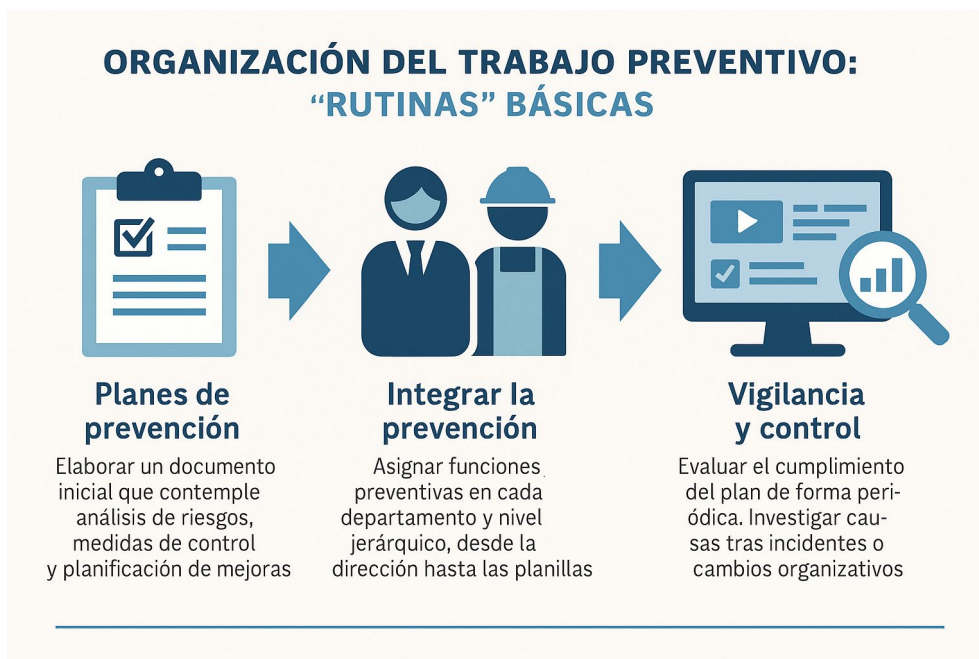 ORGANIZACIÓN DEL TRABAJO PREVENTIVO:
“RUTINAS” BÁSICAS
Planes de
prevención
Elaborar un documento
inicial que contemple
análisis de riesgos,
medidas de control
y planificación de mejoras
Integrar la
prevención
Asignar funciones
preventivas en cada
departamento y nivel
jerárquico, desde la
dirección hasta las planillas
Vigilancia
y control
Evaluar el cumplimiento
del plan de forma peri-
ódica. Investigar cau-
sas tras incidentes o
cambios organizativos